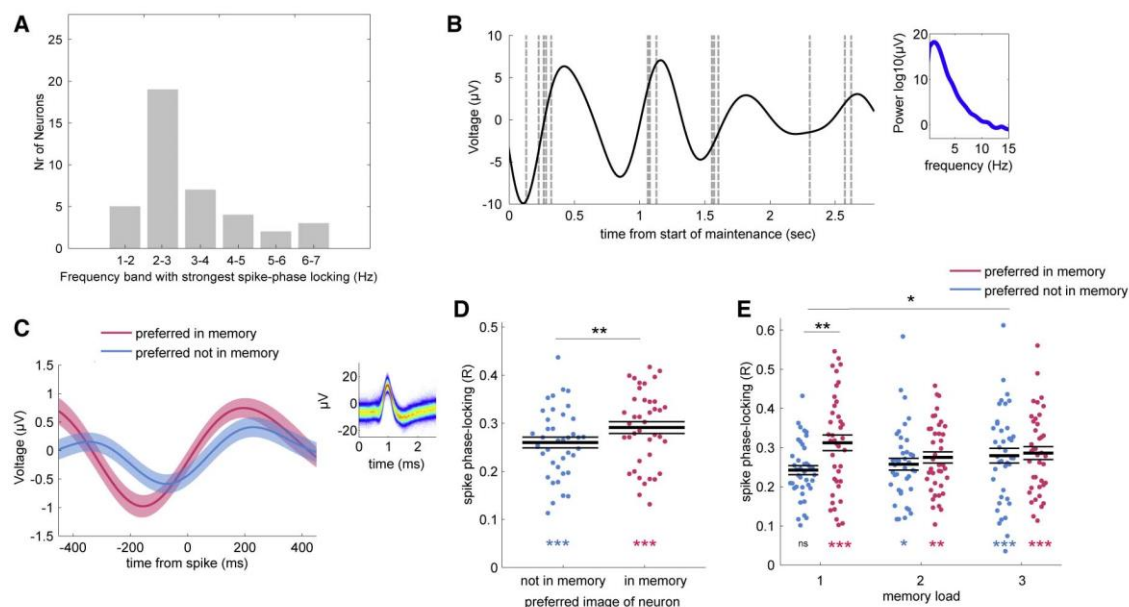 A
Nr of Neurons
25
20
15
10
5
0
1-2 2-3 3-4 4-5 5-6 6-7
Frequency band with strongest spike-phase locking (Hz)
B
Voltage (μV)
10
5
0
-5
-10
0 0.5 1 1.5 2 2.5
time from start of maintenance (sec)
Power log10(μV)
20
10
0
5 10 15
frequency (Hz)
C
preferred in memory
preferred not in memory
Voltage (μV)
1.5
1
0.5
0
-0.5
-1
-1.5
-400 -200 0 200 400
time from spike (ms)
μV
20
0
-20
0 1 2
time (ms)
D
spike phase-locking (R)
0.5
0.4
0.3
0.2
0.1
0
**
*** ***
not in memory in memory
preferred image of neuron
preferred in memory
preferred not in memory
E
spike phase-locking (R)
0.6
0.5
0.4
0.3
0.2
0.1
0
*
**
ns *** * ** *** ***
1 2 3
memory load